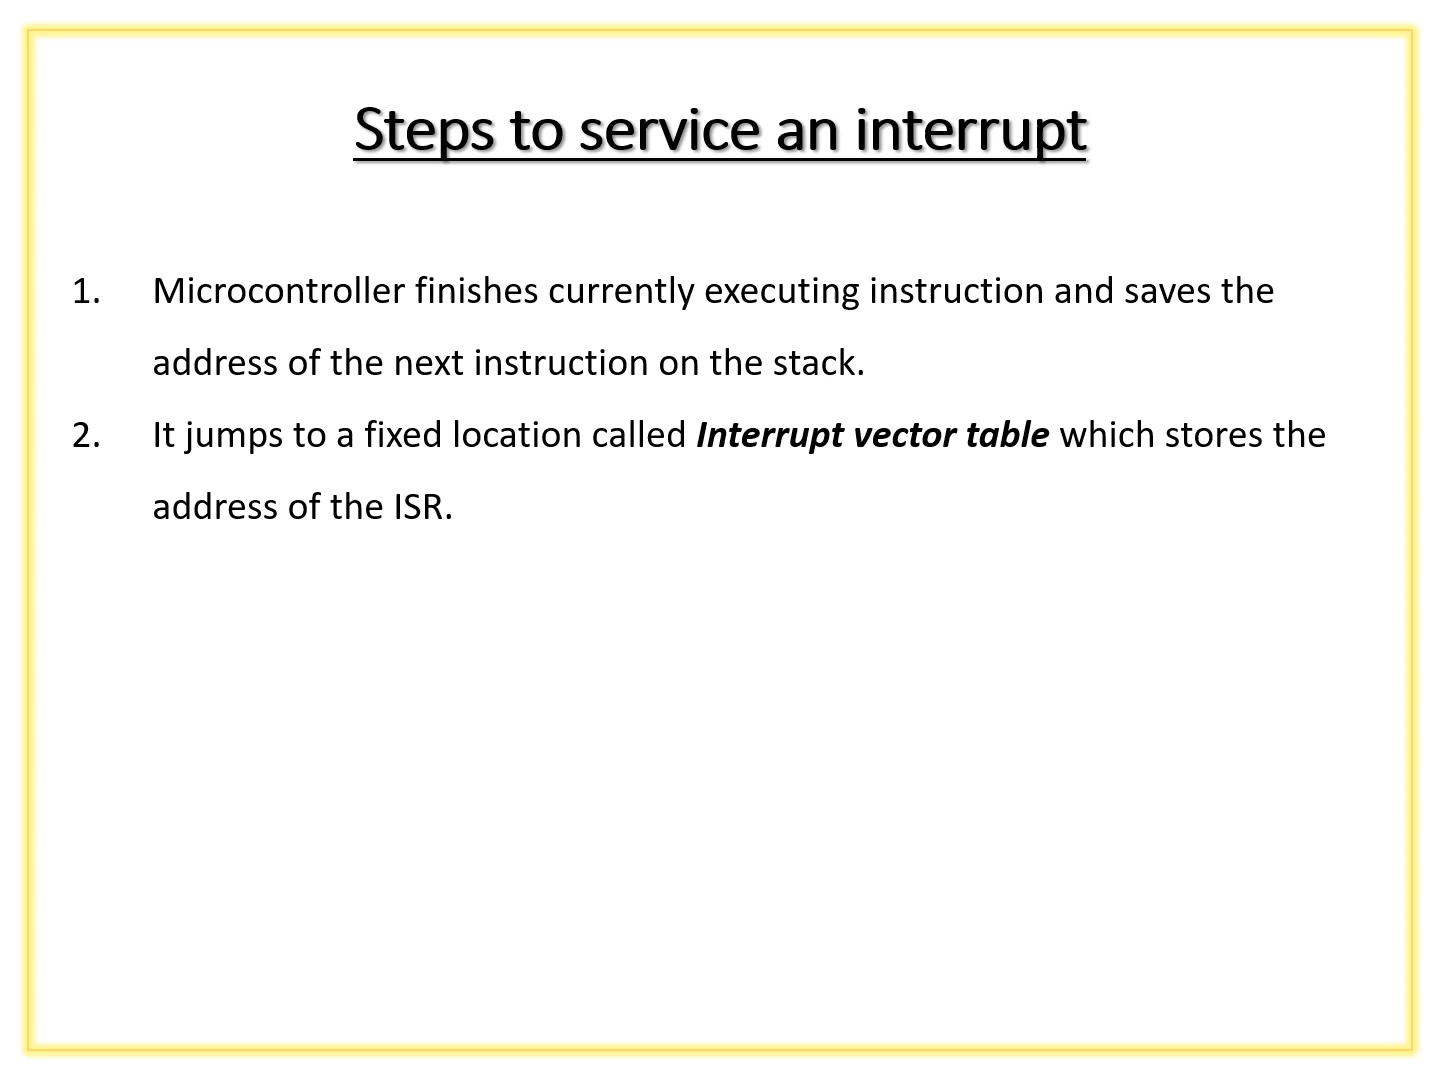 Steps to service an interrupt
1. Microcontroller finishes currently executing instruction and saves the
address of the next instruction on the stack.
2. It jumps to a fixed location called Interrupt vector table which stores the
address of the ISR.